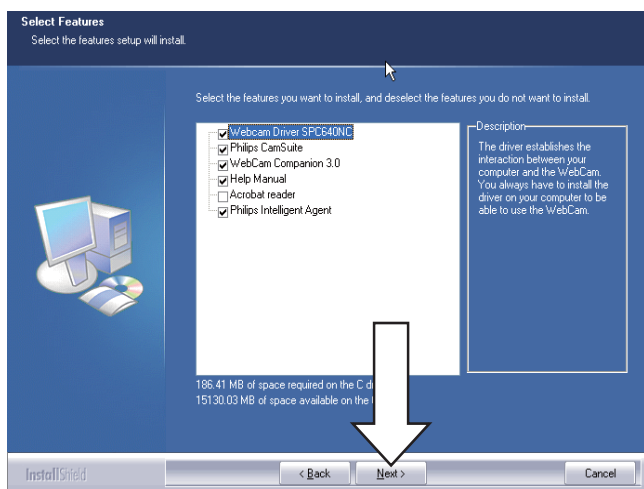 Select Features
Select the features setup will install.
Select the features you want to install, and deselect the features you do not want to install.
Webcam Driver SPC640NC
Philips CamSuite
WebCam Companion 3.0
Help Manual
Acrobat reader
Philips Intelligent Agent
Description
The driver establishes the
interaction between your
computer and the WebCam.
You always have to install the
driver on your computer to be
able to use the WebCam.
186.41 MB of space required on the C
15130.03 MB of space available on the
InstallShield
< Back
Next >
Cancel